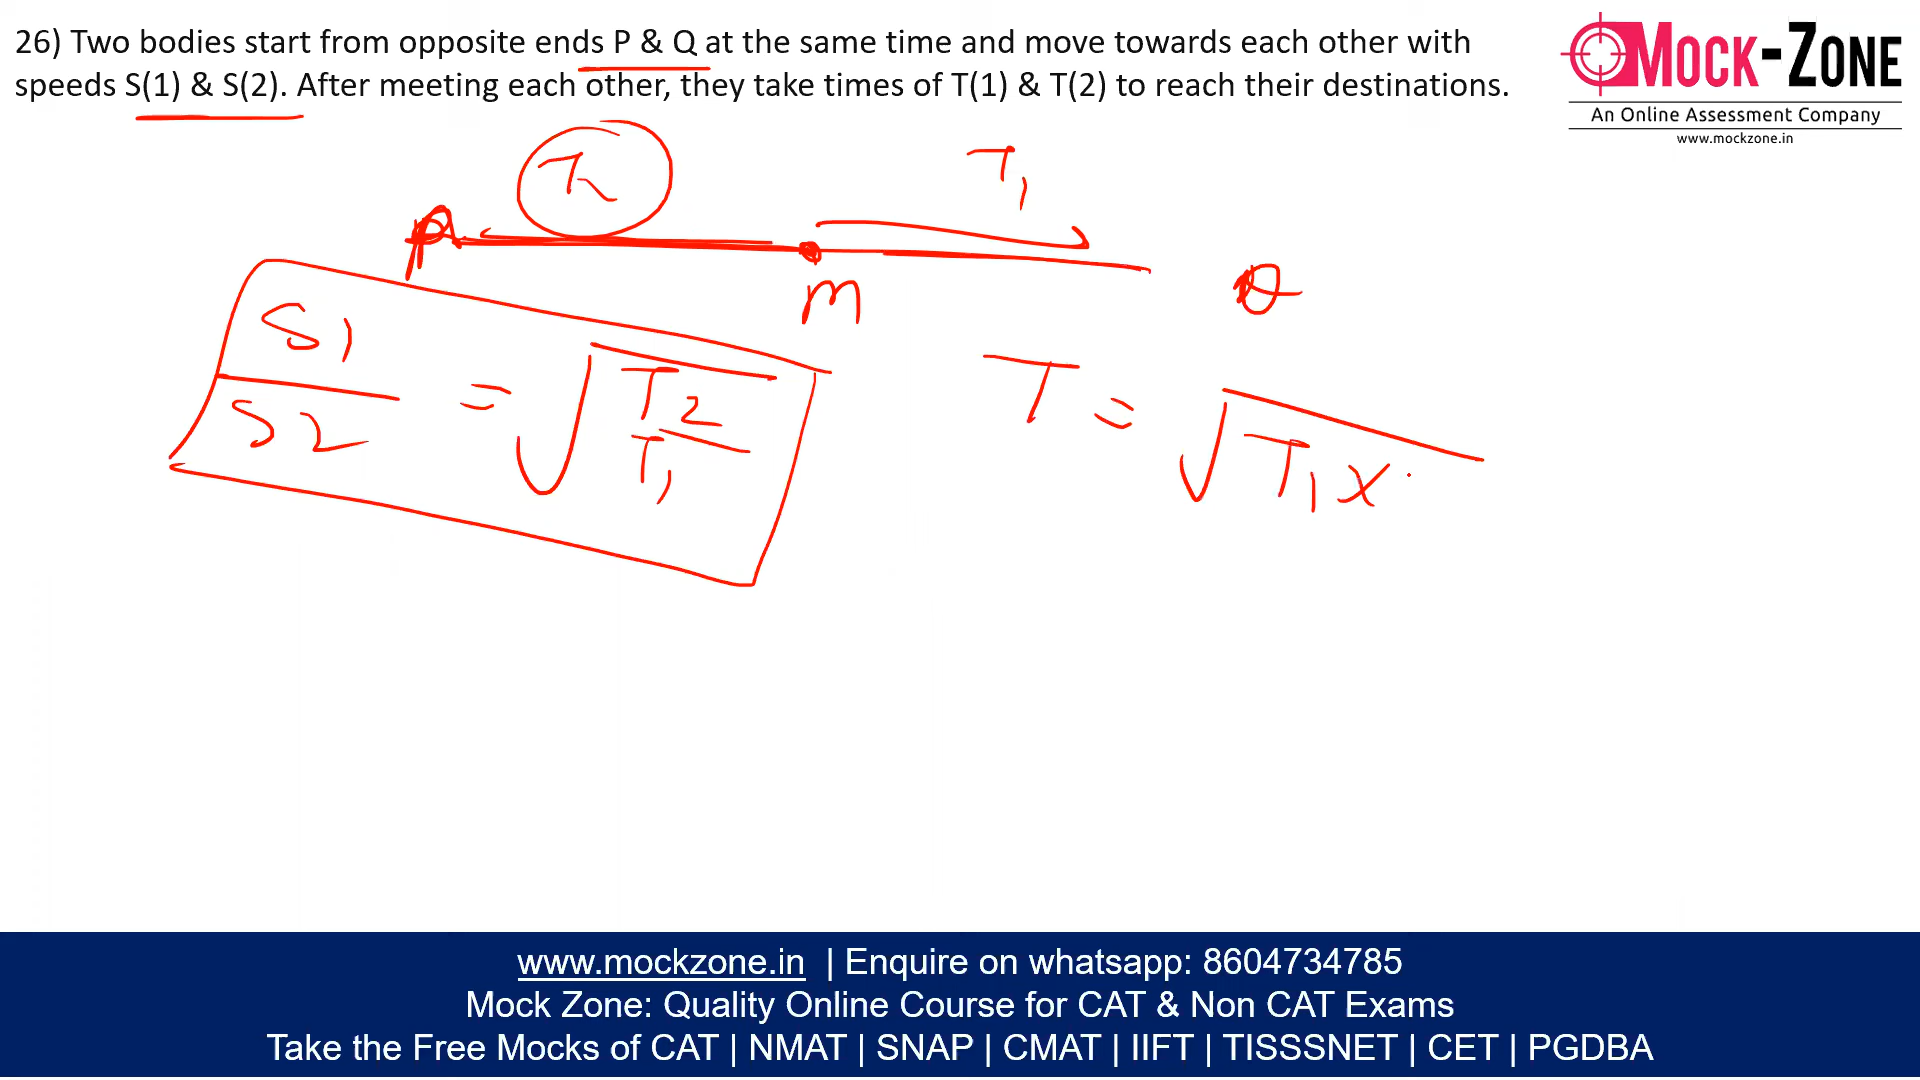 26) Two bodies start from opposite ends P & Q at the same time and move towards each other with
speeds S(1) & S(2). After meeting each other, they take times of T(1) & T(2) to reach their destinations.
MOCK-ZONE
An Online Assessment Company
www.mockzone.in
T2
T1
P
M
Q
S1
S2
= √
T2
T1
T = √ T1 x
www.mockzone.in | Enquire on whatsapp: 8604734785
Mock Zone: Quality Online Course for CAT & Non CAT Exams
Take the Free Mocks of CAT | NMAT | SNAP | CMAT | IIFT | TISSSNET | CET | PGDBA